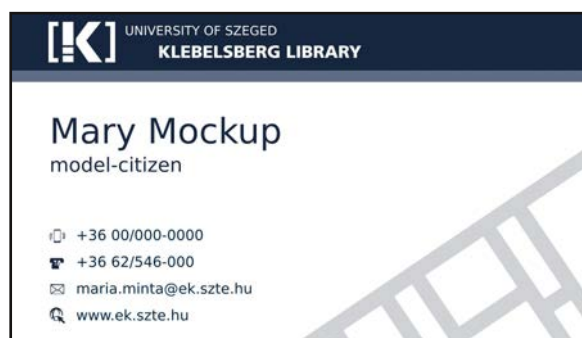 [K] UNIVERSITY OF SZEGED
KLEBELSBERG LIBRARY
Mary Mockup
model-citizen
+36 00/000-0000
+36 62/546-000
maria.minta@ek.szte.hu
www.ek.szte.hu